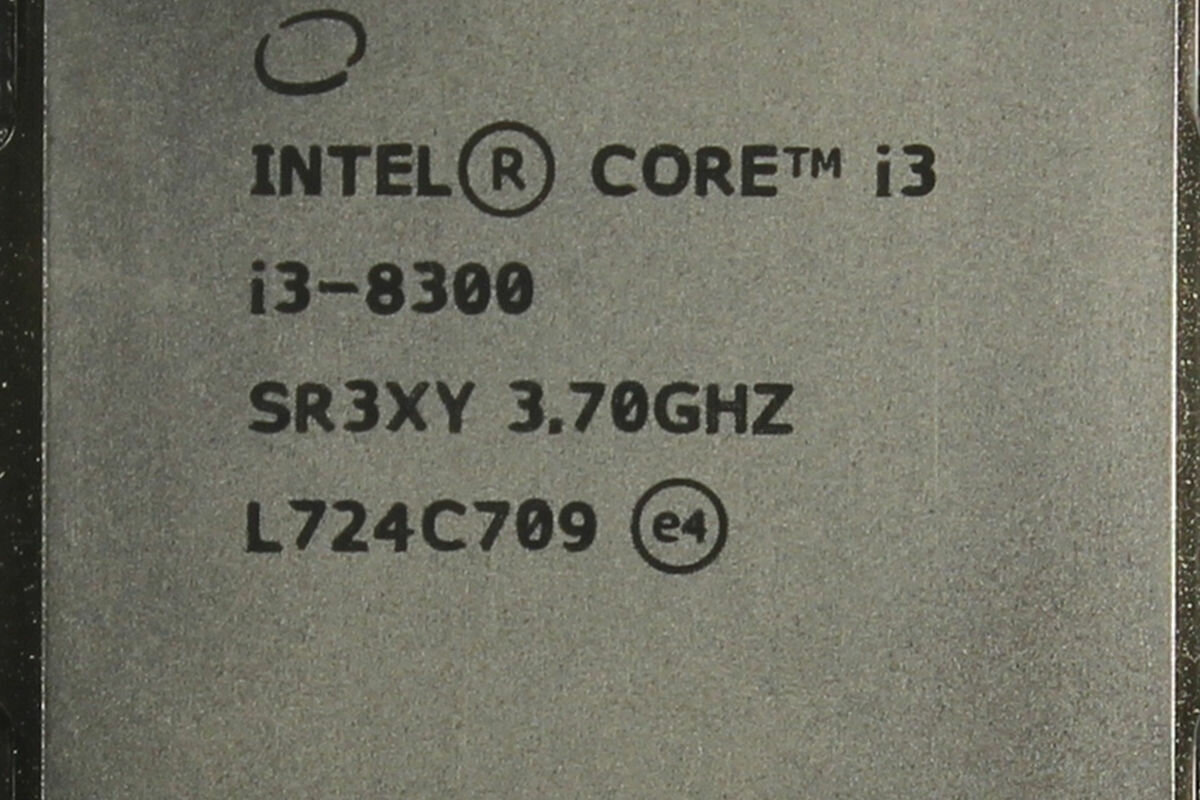 INTEL® CORE™ i3
i3-8300
SR3XY 3.70GHZ
L724C709 e4